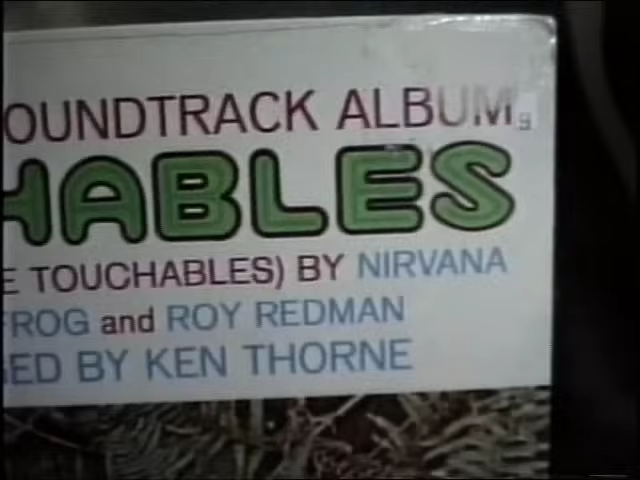 OUNDTRACK ALBUM
HABLES
E TOUCHABLES) BY NIRVANA
FROG and ROY REDMAN
GED BY KEN THORNE